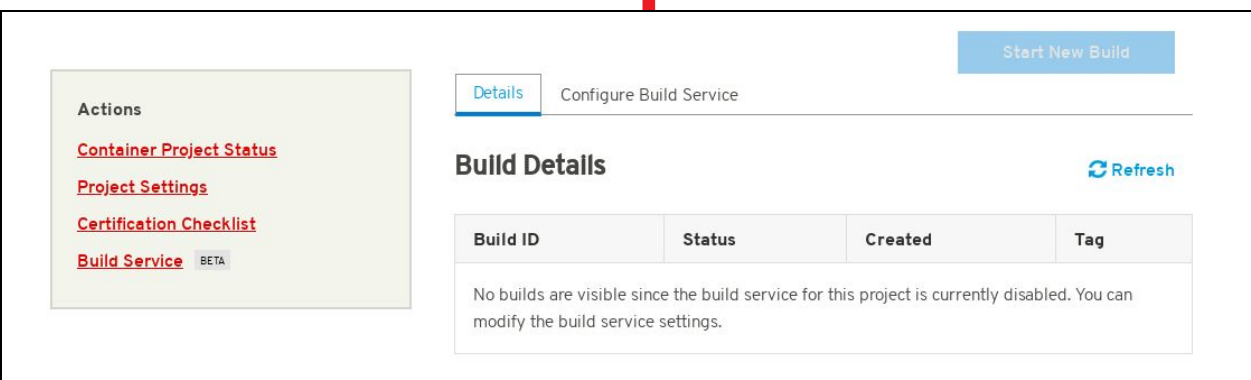 Start New Build
Actions
Container Project Status
Project Settings
Certification Checklist
Build Service BETA
Details Configure Build Service
Build Details
Refresh
Build ID Status Created Tag
No builds are visible since the build service for this project is currently disabled. You can
modify the build service settings.